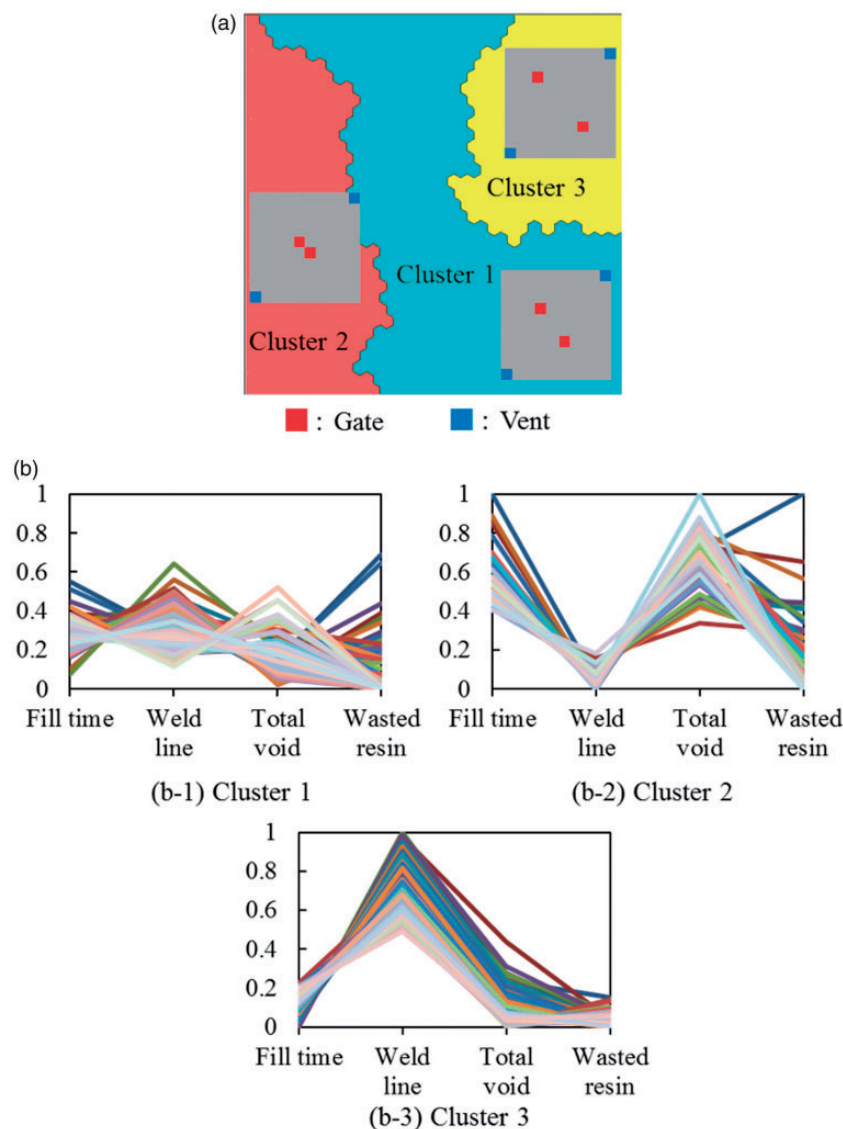 (a)
Cluster 3
Cluster 1
Cluster 2
: Gate
: Vent
(b)
1
0.8
0.6
0.4
0.2
0
Fill time
Weld
line
Total
void
Wasted
resin
(b-1) Cluster 1
1
0.8
0.6
0.4
0.2
0
Fill time
Weld
line
Total
void
Wasted
resin
(b-2) Cluster 2
1
0.8
0.6
0.4
0.2
0
Fill time
Weld
line
Total
void
Wasted
resin
(b-3) Cluster 3